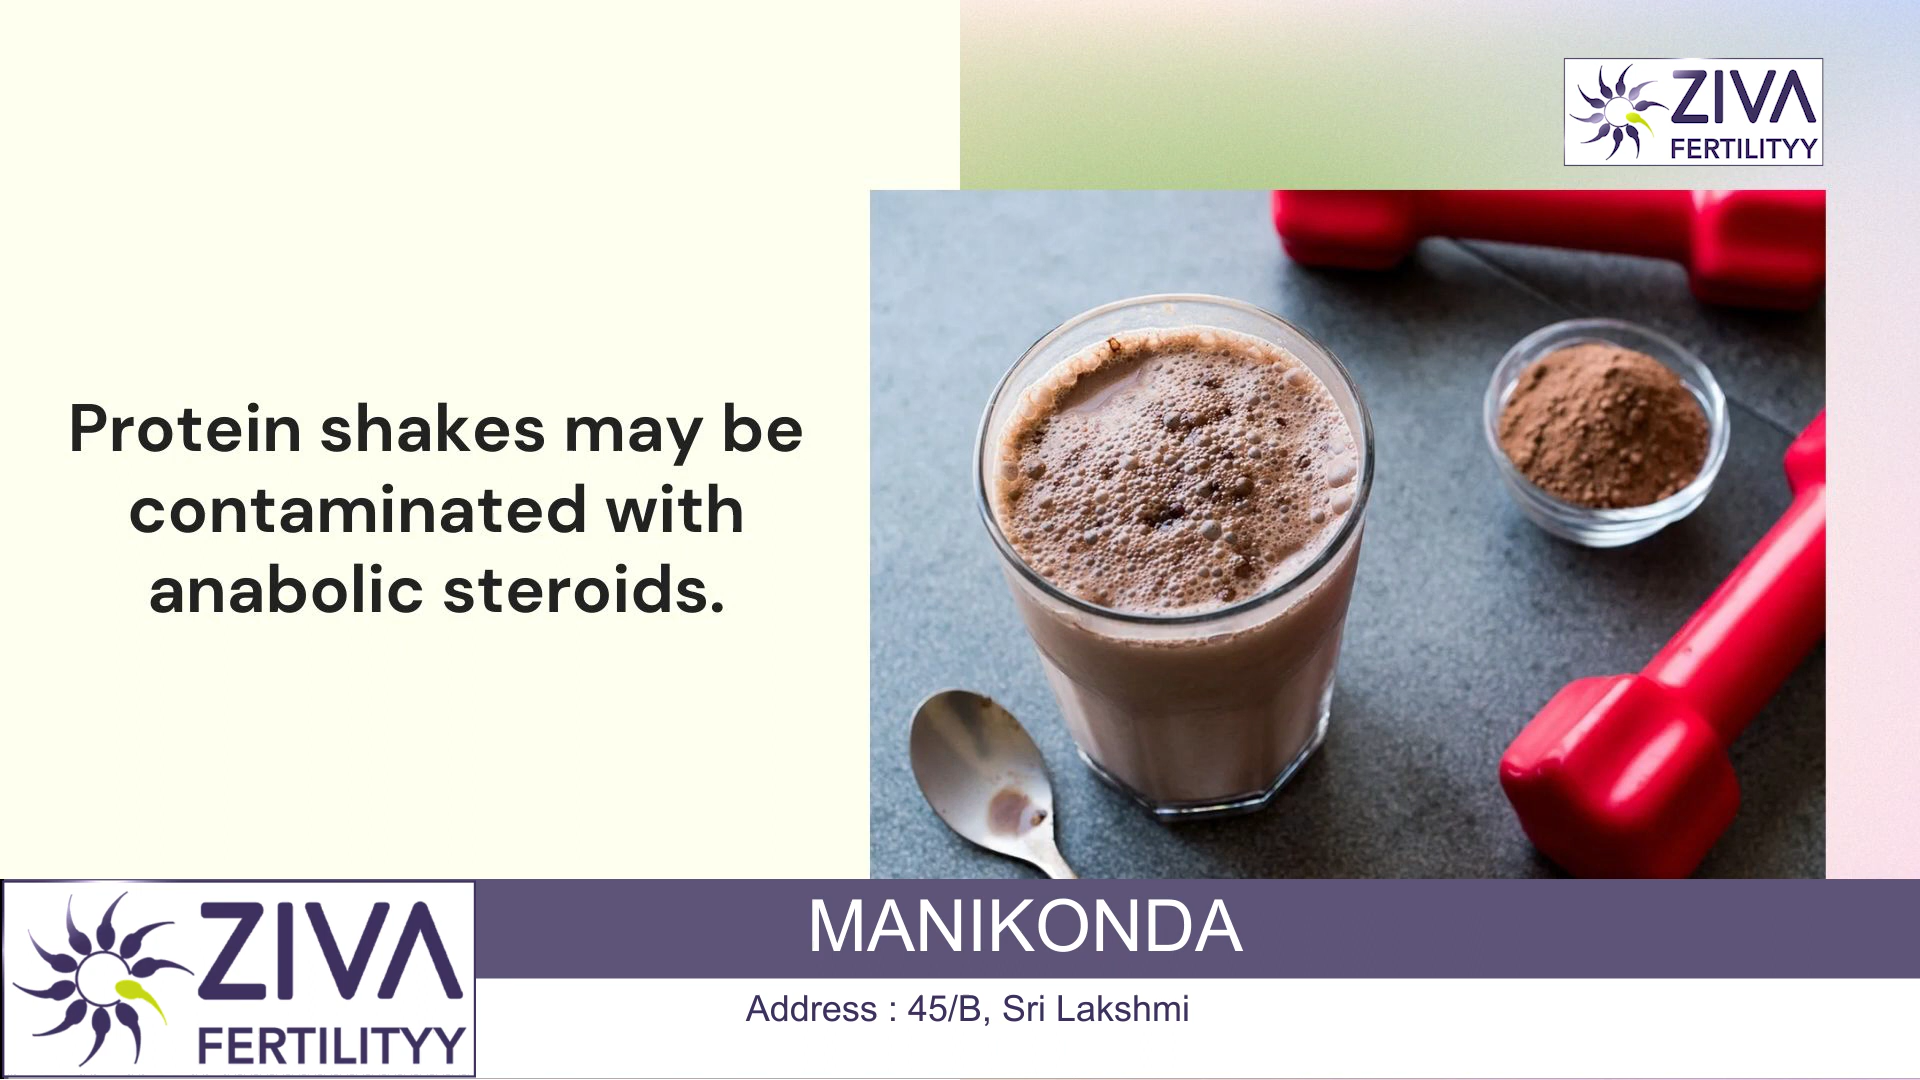 ZIVA
FERTILITYY
Protein shakes may be
contaminated with
anabolic steroids.
ZIVA
FERTILITYY
MANIKONDA
Address : 45/B, Sri Lakshmi